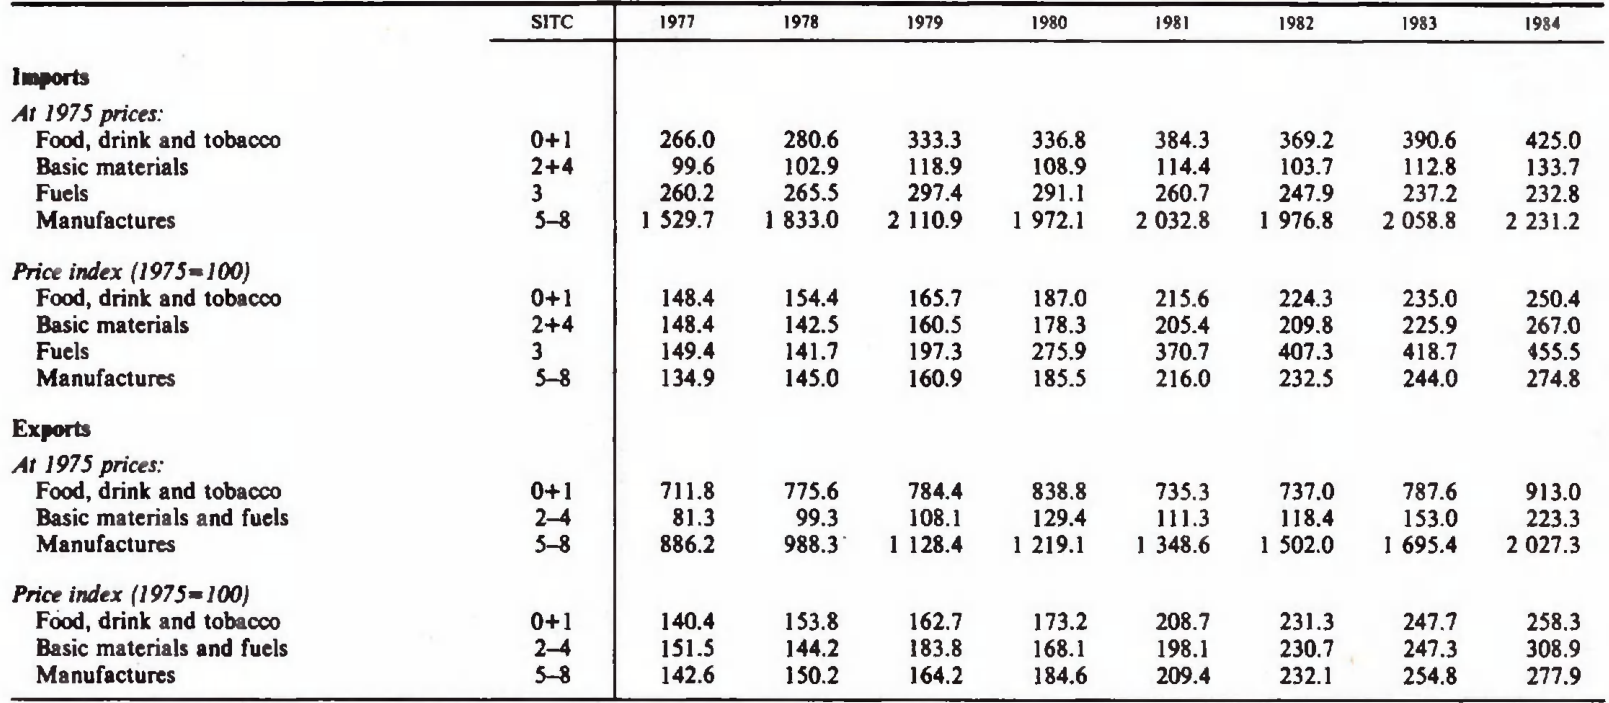 SITC 1977 1978 1979 1980 1981 1982 1983 1984
Imports
At 1975 prices:
Food, drink and tobacco 0+1 266.0 280.6 333.3 336.8 384.3 369.2 390.6 425.0
Basic materials 2+4 99.6 102.9 118.9 108.9 114.4 103.7 112.8 133.7
Fuels 3 260.2 265.5 297.4 291.1 260.7 247.9 237.2 232.8
Manufactures 5–8 1 529.7 1 833.0 2 110.9 1 972.1 2 032.8 1 976.8 2 058.8 2 231.2
Price index (1975=100)
Food, drink and tobacco 0+1 148.4 154.4 165.7 187.0 215.6 224.3 235.0 250.4
Basic materials 2+4 148.4 142.5 160.5 178.3 205.4 209.8 225.9 267.0
Fuels 3 149.4 141.7 197.3 275.9 370.7 407.3 418.7 455.5
Manufactures 5–8 134.9 145.0 160.9 185.5 216.0 232.5 244.0 274.8
Exports
At 1975 prices:
Food, drink and tobacco 0+1 711.8 775.6 784.4 838.8 735.3 737.0 787.6 913.0
Basic materials and fuels 2–4 81.3 99.3 108.1 129.4 111.3 118.4 153.0 223.3
Manufactures 5–8 886.2 988.3 1 128.4 1 219.1 1 348.6 1 502.0 1 695.4 2 027.3
Price index (1975=100)
Food, drink and tobacco 0+1 140.4 153.8 162.7 173.2 208.7 231.3 247.7 258.3
Basic materials and fuels 2–4 151.5 144.2 183.8 168.1 198.1 230.7 247.3 308.9
Manufactures 5–8 142.6 150.2 164.2 184.6 209.4 232.1 254.8 277.9